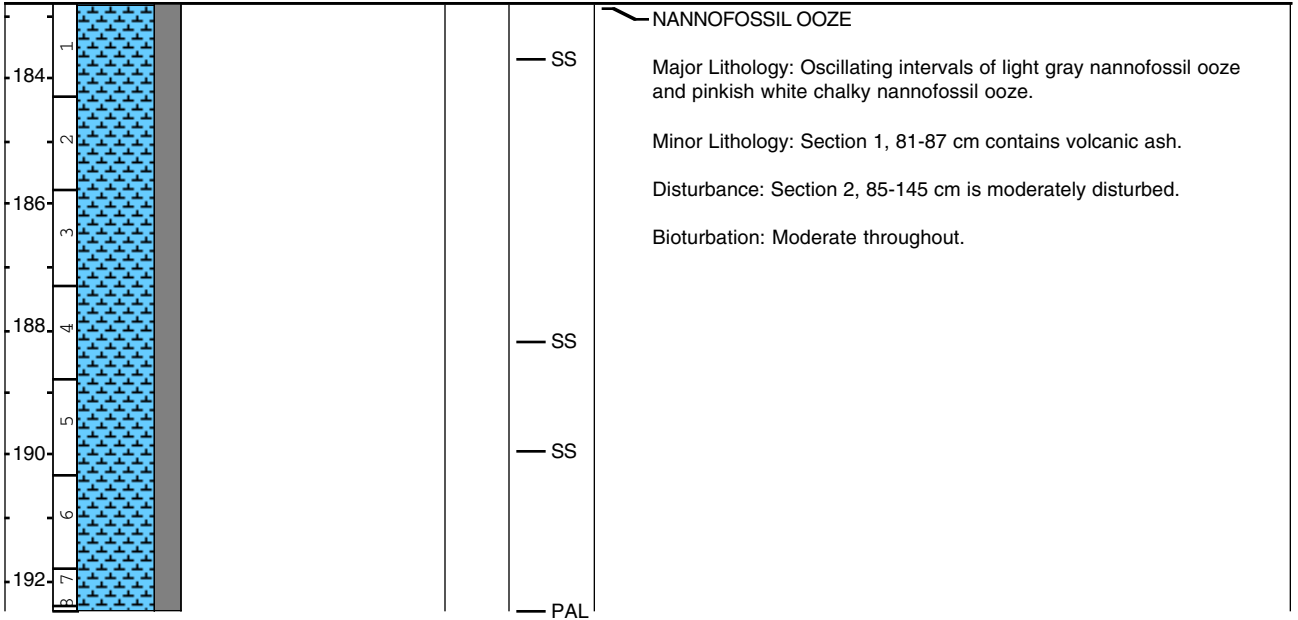 NANNOFOSSIL OOZE
1
SS
184
Major Lithology: Oscillating intervals of light gray nannofossil ooze
and pinkish white chalky nannofossil ooze.
2
Minor Lithology: Section 1, 81-87 cm contains volcanic ash.
186
Disturbance: Section 2, 85-145 cm is moderately disturbed.
3
Bioturbation: Moderate throughout.
188
4
SS
5
190
SS
6
192
7
8
PAL